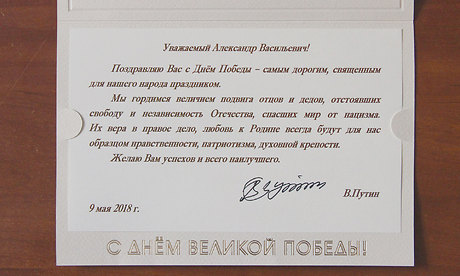 Уважаемый Александр Васильевич!
Поздравляю Вас с Днём Победы – самым дорогим, священным
для нашего народа праздником.
Мы гордимся величием подвига отцов и дедов, отстоявших
свободу и независимость Отечества, спасших мир от нацизма.
Их вера в правое дело, любовь к Родине всегда будут для нас
образцом нравственности, патриотизма, духовной крепости.
Желаю Вам успехов и всего наилучшего.
В.Путин
9 мая 2018 г.
С ДНЁМ ВЕЛИКОЙ ПОБЕДЫ!